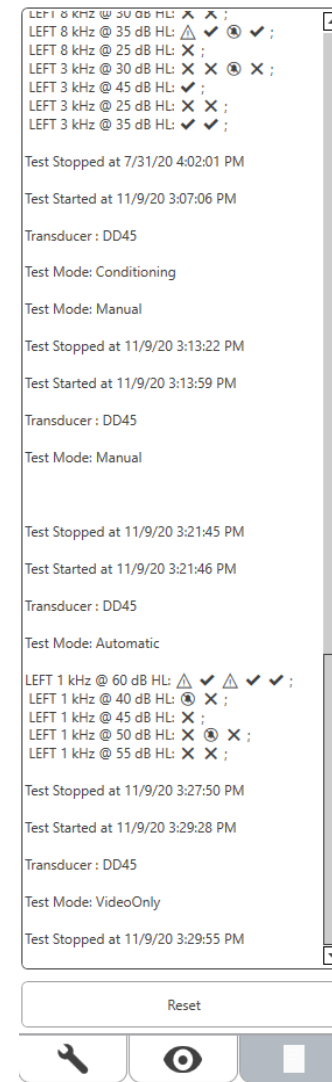 LEFT 8 kHz @ 30 dB HL: ✕ ✕ ;
LEFT 8 kHz @ 35 dB HL: ⚠ ✔ 🔕 ✔ ;
LEFT 8 kHz @ 25 dB HL: ✕ ;
LEFT 3 kHz @ 30 dB HL: ✕ ✕ 🔕 ✕ ;
LEFT 3 kHz @ 45 dB HL: ✔ ;
LEFT 3 kHz @ 25 dB HL: ✕ ✕ ;
LEFT 3 kHz @ 35 dB HL: ✔ ✔ ;
Test Stopped at 7/31/20 4:02:01 PM
Test Started at 11/9/20 3:07:06 PM
Transducer : DD45
Test Mode: Conditioning
Test Mode: Manual
Test Stopped at 11/9/20 3:13:22 PM
Test Started at 11/9/20 3:13:59 PM
Transducer : DD45
Test Mode: Manual
Test Stopped at 11/9/20 3:21:45 PM
Test Started at 11/9/20 3:21:46 PM
Transducer : DD45
Test Mode: Automatic
LEFT 1 kHz @ 60 dB HL: ⚠ ✔ ⚠ ✔ ✔ ;
LEFT 1 kHz @ 40 dB HL: 🔕 ✕ ;
LEFT 1 kHz @ 45 dB HL: ✕ ;
LEFT 1 kHz @ 50 dB HL: ✕ 🔕 ✕ ;
LEFT 1 kHz @ 55 dB HL: ✕ ✕ ;
Test Stopped at 11/9/20 3:27:50 PM
Test Started at 11/9/20 3:29:28 PM
Transducer : DD45
Test Mode: VideoOnly
Test Stopped at 11/9/20 3:29:55 PM
Reset